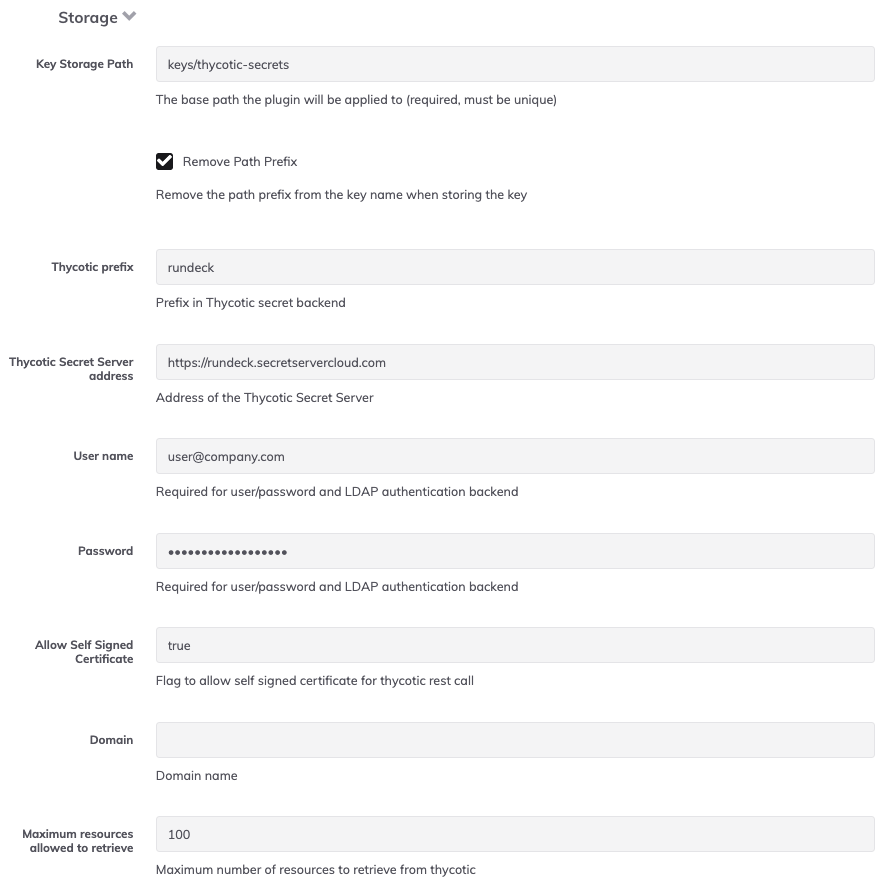 Storage
Key Storage Path
keys/thycotic-secrets
The base path the plugin will be applied to (required, must be unique)
Remove Path Prefix
Remove the path prefix from the key name when storing the key
Thycotic prefix
rundeck
Prefix in Thycotic secret backend
Thycotic Secret Server
address
https://rundeck.secretservercloud.com
Address of the Thycotic Secret Server
User name
user@company.com
Required for user/password and LDAP authentication backend
Password
••••••••••••••••••
Required for user/password and LDAP authentication backend
Allow Self Signed
Certificate
true
Flag to allow self signed certificate for thycotic rest call
Domain
Domain name
Maximum resources
allowed to retrieve
100
Maximum number of resources to retrieve from thycotic